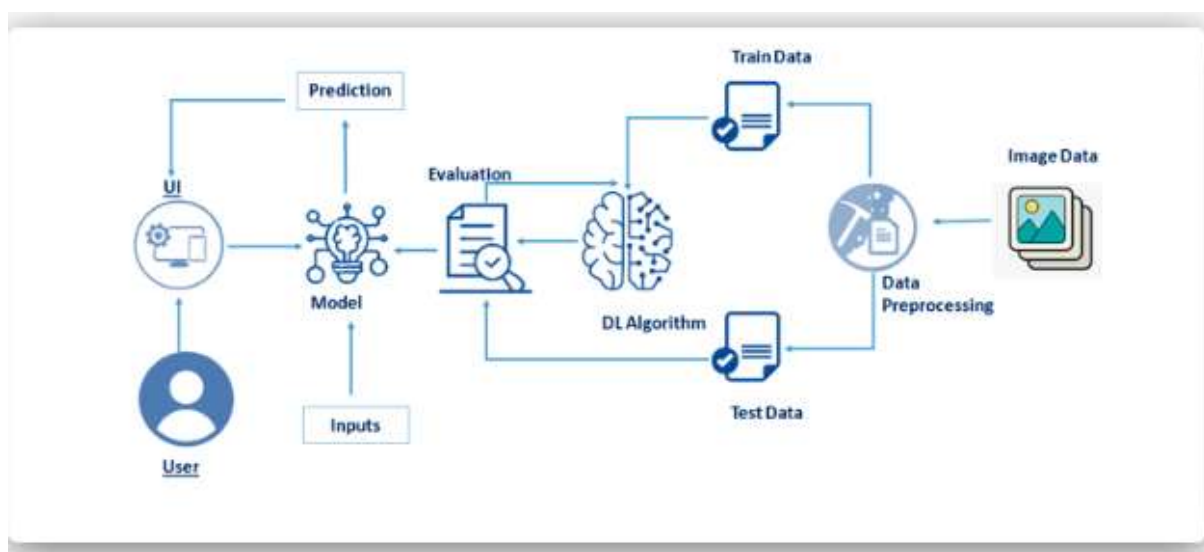 Train Data
Prediction
Image Data
Evaluation
UI
Data
Preprocessing
Model
DL Algorithm
Test Data
Inputs
User